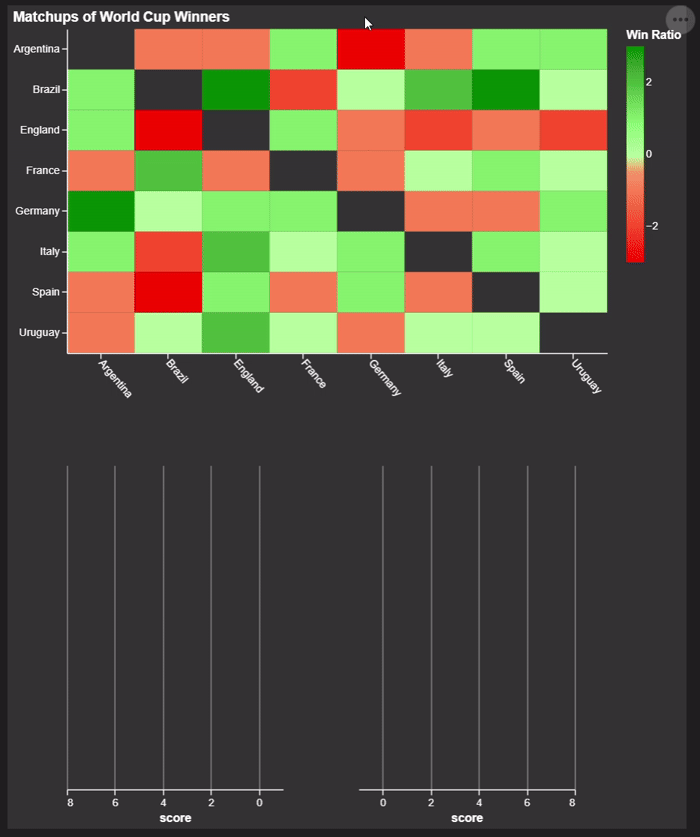 Matchups of World Cup Winners
Win Ratio
Argentina
Brazil
England
France
Germany
Italy
Spain
Uruguay
2
0
−2
Argentina
Brazil
England
France
Germany
Italy
Spain
Uruguay
8 6 4 2 0
score
0 2 4 6 8
score